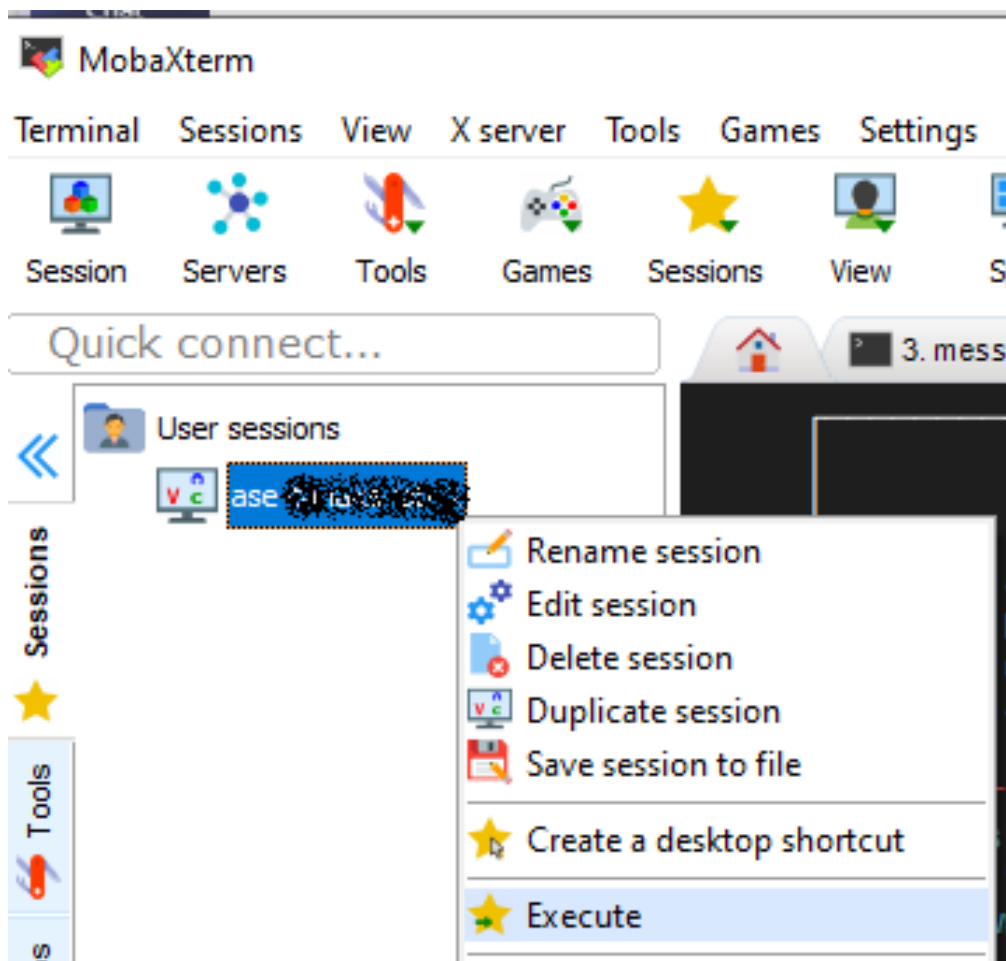 MobaXterm
Terminal Sessions View X server Tools Games Settings
Session Servers Tools Games Sessions View
Quick connect...
3. mess
User sessions
ase
Rename session
Edit session
Delete session
Duplicate session
Save session to file
Create a desktop shortcut
Execute
Sessions
Tools